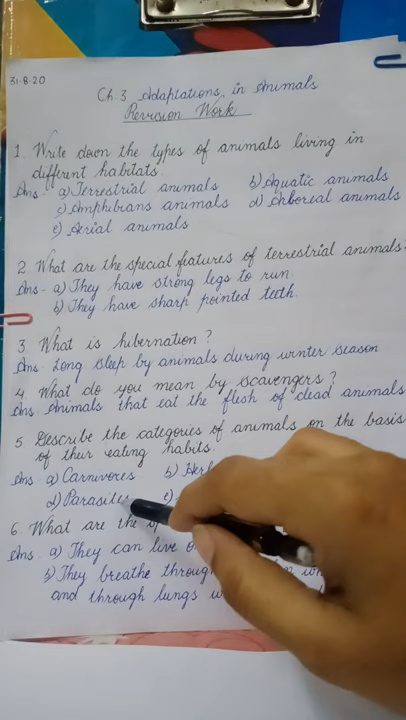 31-8-20
Ch.3 Adaptations in Animals
Revision Work
1. Write down the types of animals living in
different habitats.
Ans- a) Terrestrial animals b) Aquatic animals
c) Amphibians animals d) Arboreal animals
e) Aerial animals
2. What are the special features of terrestrial animals?
Ans- a) They have strong legs to run.
b) They have sharp pointed teeth.
3. What is hibernation?
Ans. Long sleep by animals during winter season
4. What do you mean by scavengers?
Ans. Animals that eat the flesh of dead animals
5. Describe the categories of animals on the basis
of their eating habits.
Ans a) Carnivores b)
d) Parasites e)
6. What are the
Ans a) They can live
b) They breathe through
and through lungs